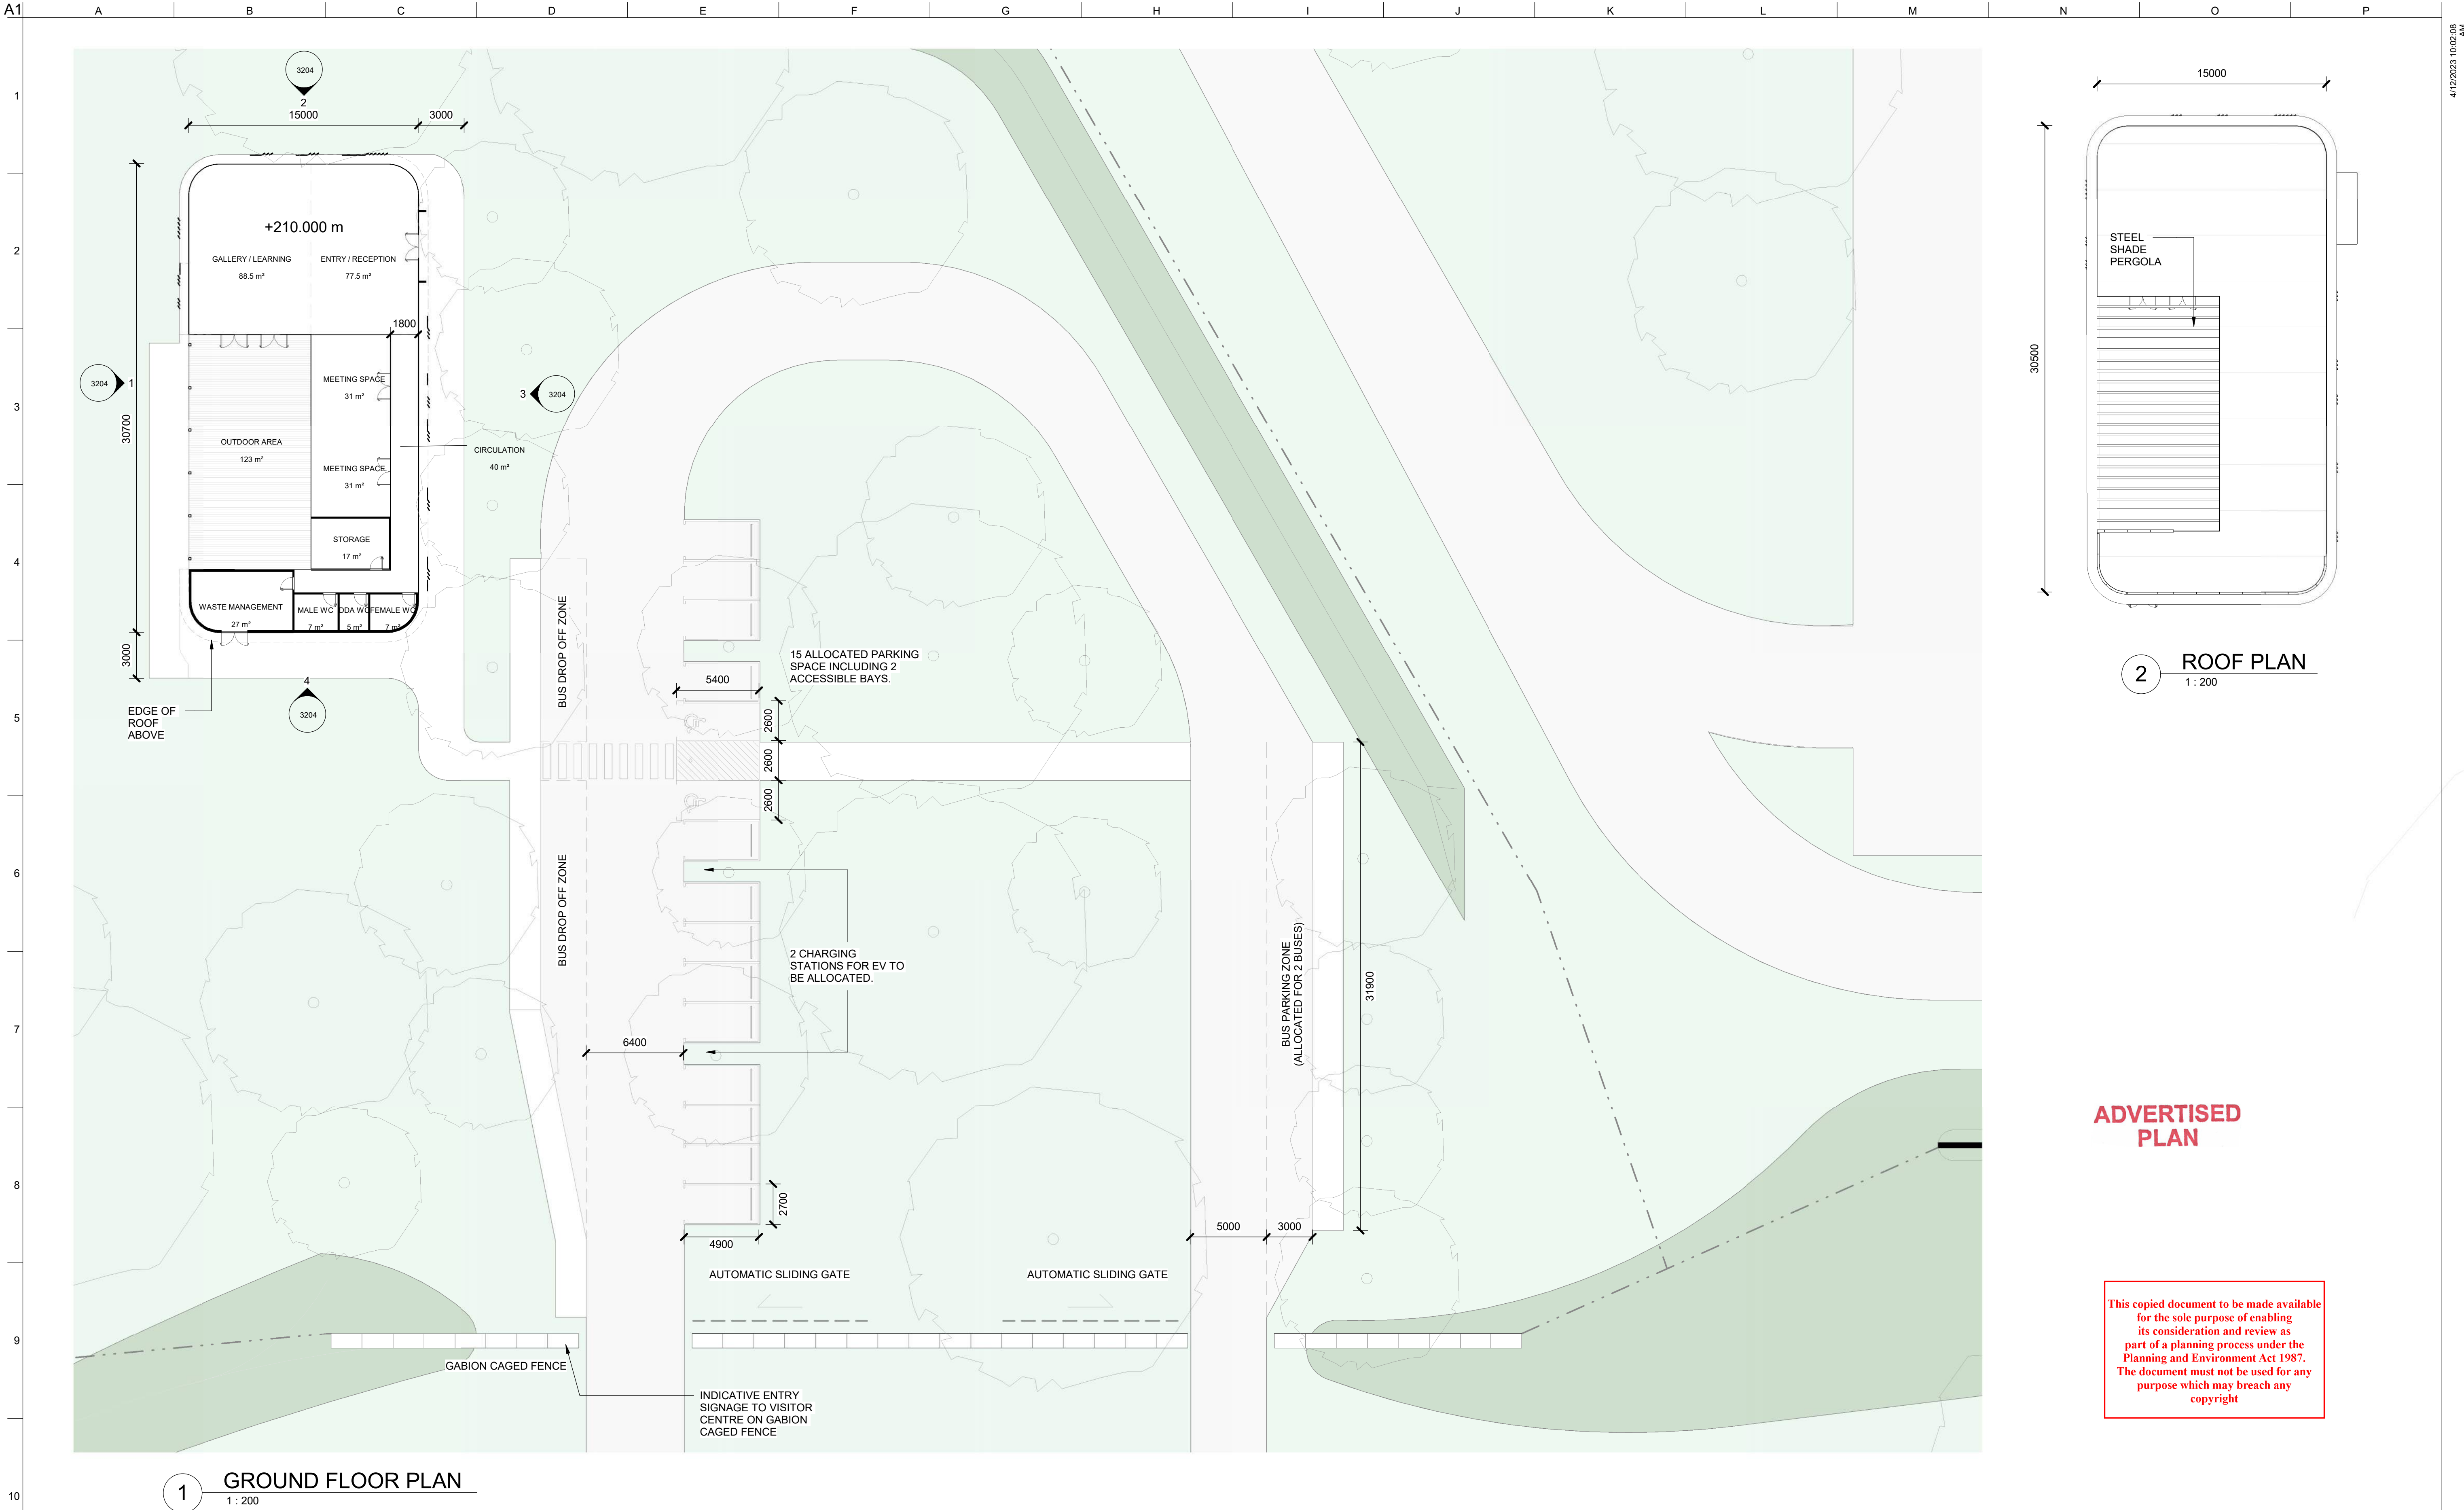 A1
A B C D E F G H I J K L M N O P
4/12/2023 10:02:08
AM
1
2
3
4
5
6
7
8
9
10
3204
2
15000
3000
30700
3000
+210.000 m
GALLERY / LEARNING
88.5 m²
ENTRY / RECEPTION
77.5 m²
1800
3204
1
3
3204
MEETING SPACE
31 m²
OUTDOOR AREA
123 m²
MEETING SPACE
31 m²
CIRCULATION
40 m²
STORAGE
17 m²
WASTE MANAGEMENT
27 m²
MALE WC
7 m²
DDA WC
5 m²
FEMALE WC
7 m²
4
3204
EDGE OF
ROOF
ABOVE
BUS DROP OFF ZONE
BUS DROP OFF ZONE
15 ALLOCATED PARKING
SPACE INCLUDING 2
ACCESSIBLE BAYS.
5400
2600
2600
2600
2 CHARGING
STATIONS FOR EV TO
BE ALLOCATED.
6400
2700
4900
BUS PARKING ZONE
(ALLOCATED FOR 2 BUSES)
31900
5000
3000
AUTOMATIC SLIDING GATE
AUTOMATIC SLIDING GATE
GABION CAGED FENCE
INDICATIVE ENTRY
SIGNAGE TO VISITOR
CENTRE ON GABION
CAGED FENCE
1
GROUND FLOOR PLAN
1 : 200
15000
30500
STEEL
SHADE
PERGOLA
2
ROOF PLAN
1 : 200
ADVERTISED
PLAN
This copied document to be made available
for the sole purpose of enabling
its consideration and review as
part of a planning process under the
Planning and Environment Act 1987.
The document must not be used for any
purpose which may breach any
copyright